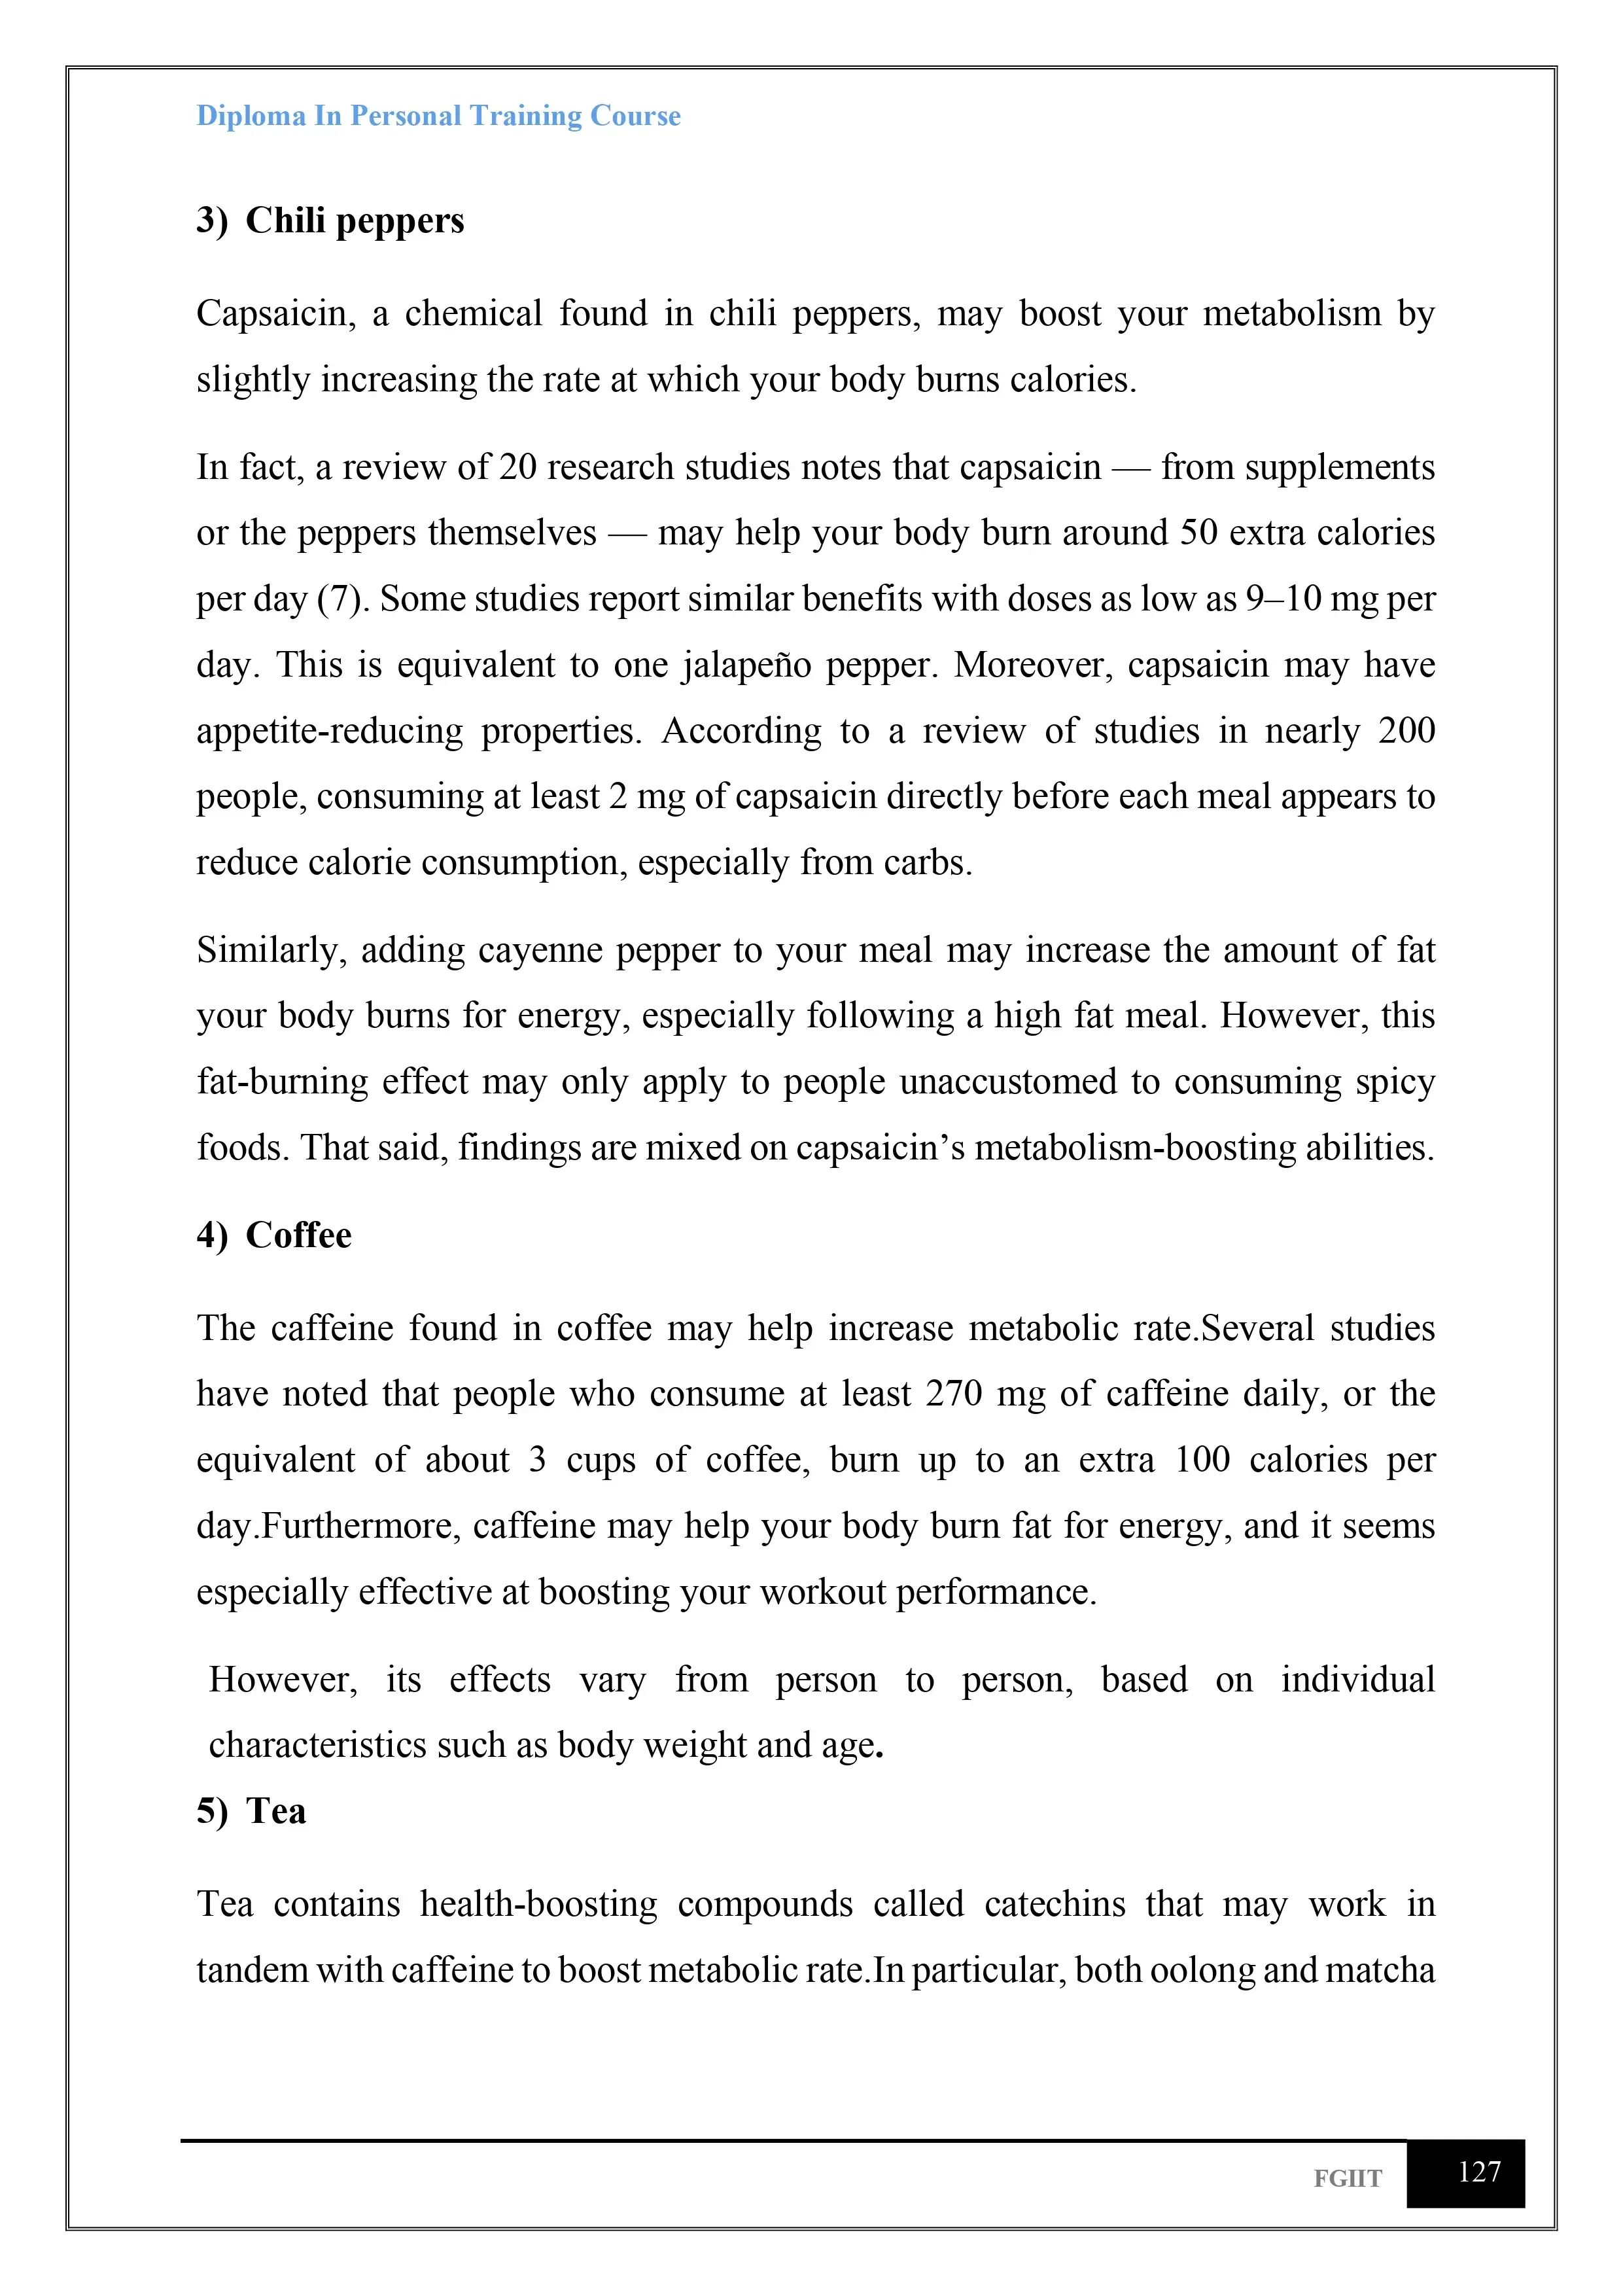 Diploma In Personal Training Course
3) Chili peppers
Capsaicin, a chemical found in chili peppers, may boost your metabolism by
slightly increasing the rate at which your body burns calories.
In fact, a review of 20 research studies notes that capsaicin — from supplements
or the peppers themselves — may help your body burn around 50 extra calories
per day (7). Some studies report similar benefits with doses as low as 9–10 mg per
day. This is equivalent to one jalapeño pepper. Moreover, capsaicin may have
appetite-reducing properties. According to a review of studies in nearly 200
people, consuming at least 2 mg of capsaicin directly before each meal appears to
reduce calorie consumption, especially from carbs.
Similarly, adding cayenne pepper to your meal may increase the amount of fat
your body burns for energy, especially following a high fat meal. However, this
fat-burning effect may only apply to people unaccustomed to consuming spicy
foods. That said, findings are mixed on capsaicin’s metabolism-boosting abilities.
4) Coffee
The caffeine found in coffee may help increase metabolic rate.Several studies
have noted that people who consume at least 270 mg of caffeine daily, or the
equivalent of about 3 cups of coffee, burn up to an extra 100 calories per
day.Furthermore, caffeine may help your body burn fat for energy, and it seems
especially effective at boosting your workout performance.
However, its effects vary from person to person, based on individual
characteristics such as body weight and age.
5) Tea
Tea contains health-boosting compounds called catechins that may work in
tandem with caffeine to boost metabolic rate.In particular, both oolong and matcha
FGIIT 127